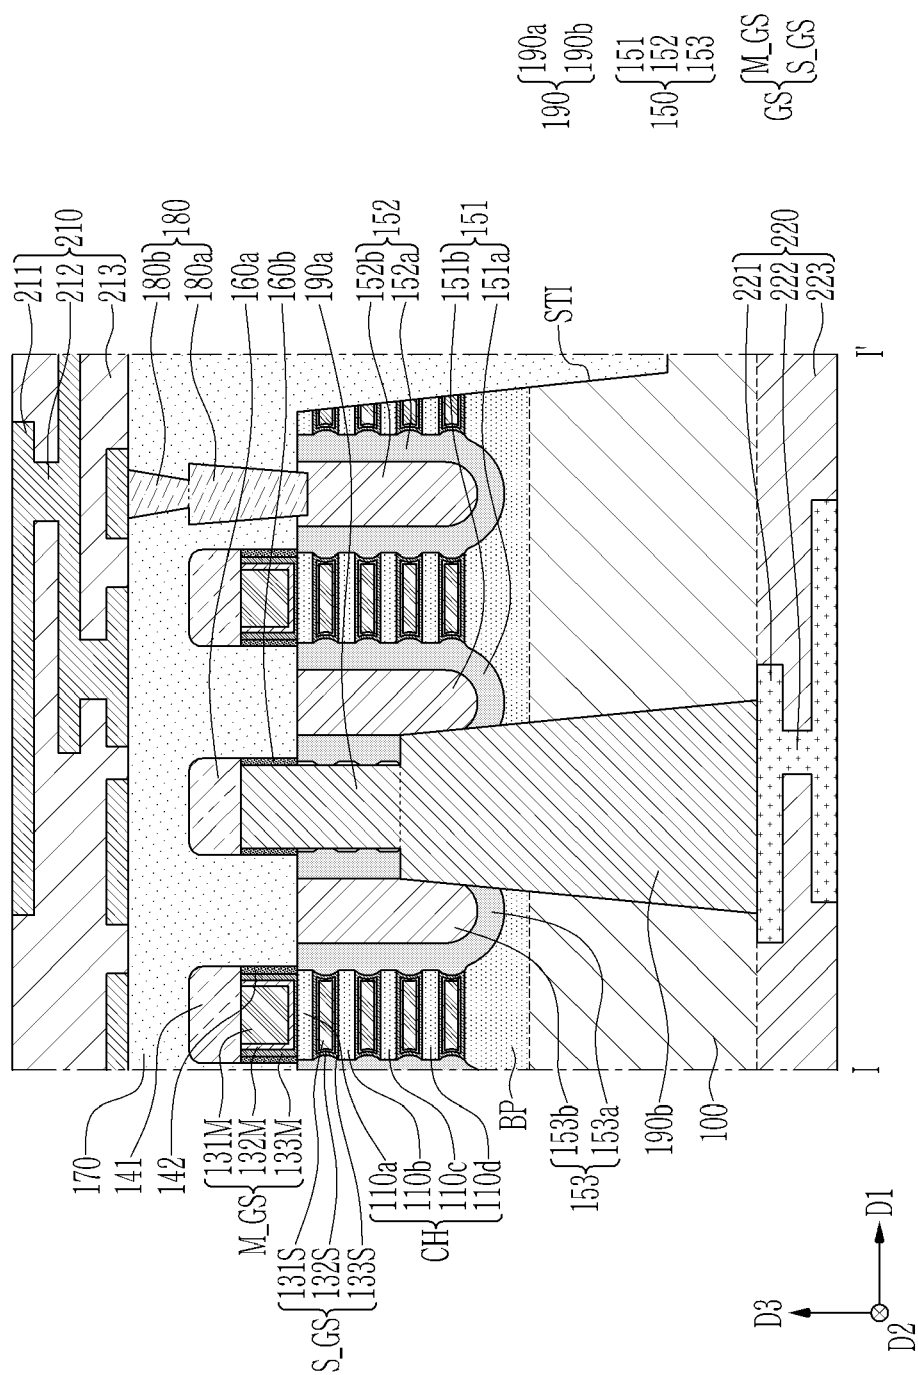 190 { 190a
190b
150 { 151
152
153
GS { M_GS
S_GS
211
212
213
210
180b
180a
180
160a
160b
190a
152b
152a
152
151b
151a
151
STI
221
222
223
220
I'
170
141
142
131M
132M
133M
M_GS
131S
132S
133S
S_GS
110a
110b
110c
110d
CH
BP
153b
153a
153
190b
100
I
D3
D1
D2